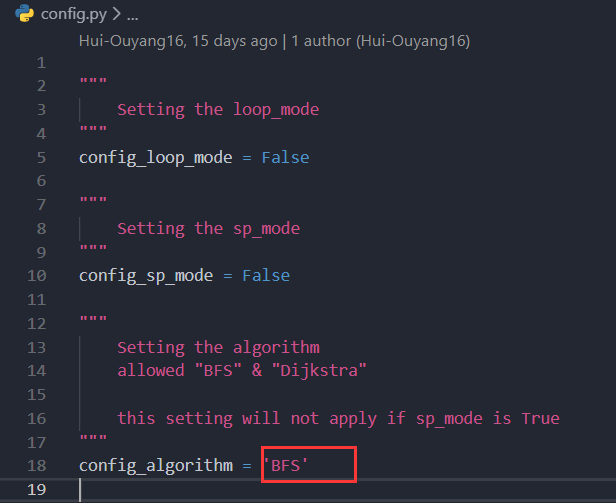 config.py > ...
Hui-Ouyang16, 15 days ago | 1 author (Hui-Ouyang16)
1
2 """
3 Setting the loop_mode
4 """
5 config_loop_mode = False
6
7 """
8 Setting the sp_mode
9 """
10 config_sp_mode = False
11
12 """
13 Setting the algorithm
14 allowed "BFS" & "Dijkstra"
15
16 this setting will not apply if sp_mode is True
17 """
18 config_algorithm = 'BFS'
19